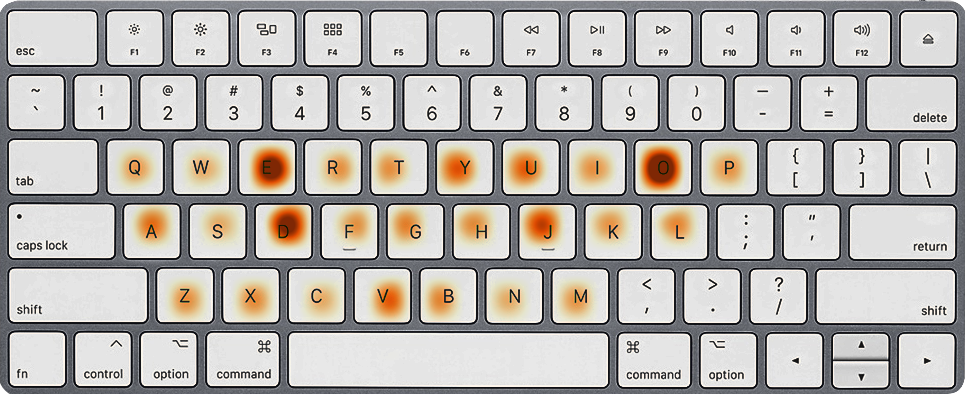 esc F1 F2 F3 F4 F5 F6 F7 F8 F9 F10 F11 F12
~ ! @ # $ % ^ & * ( ) — +
` 1 2 3 4 5 6 7 8 9 0 - = delete
tab Q W E R T Y U I O P { [ } ] | \
caps lock A S D F G H J K L : ; " ' return
shift Z X C V B N M < , > . ? / shift
fn control option command command option